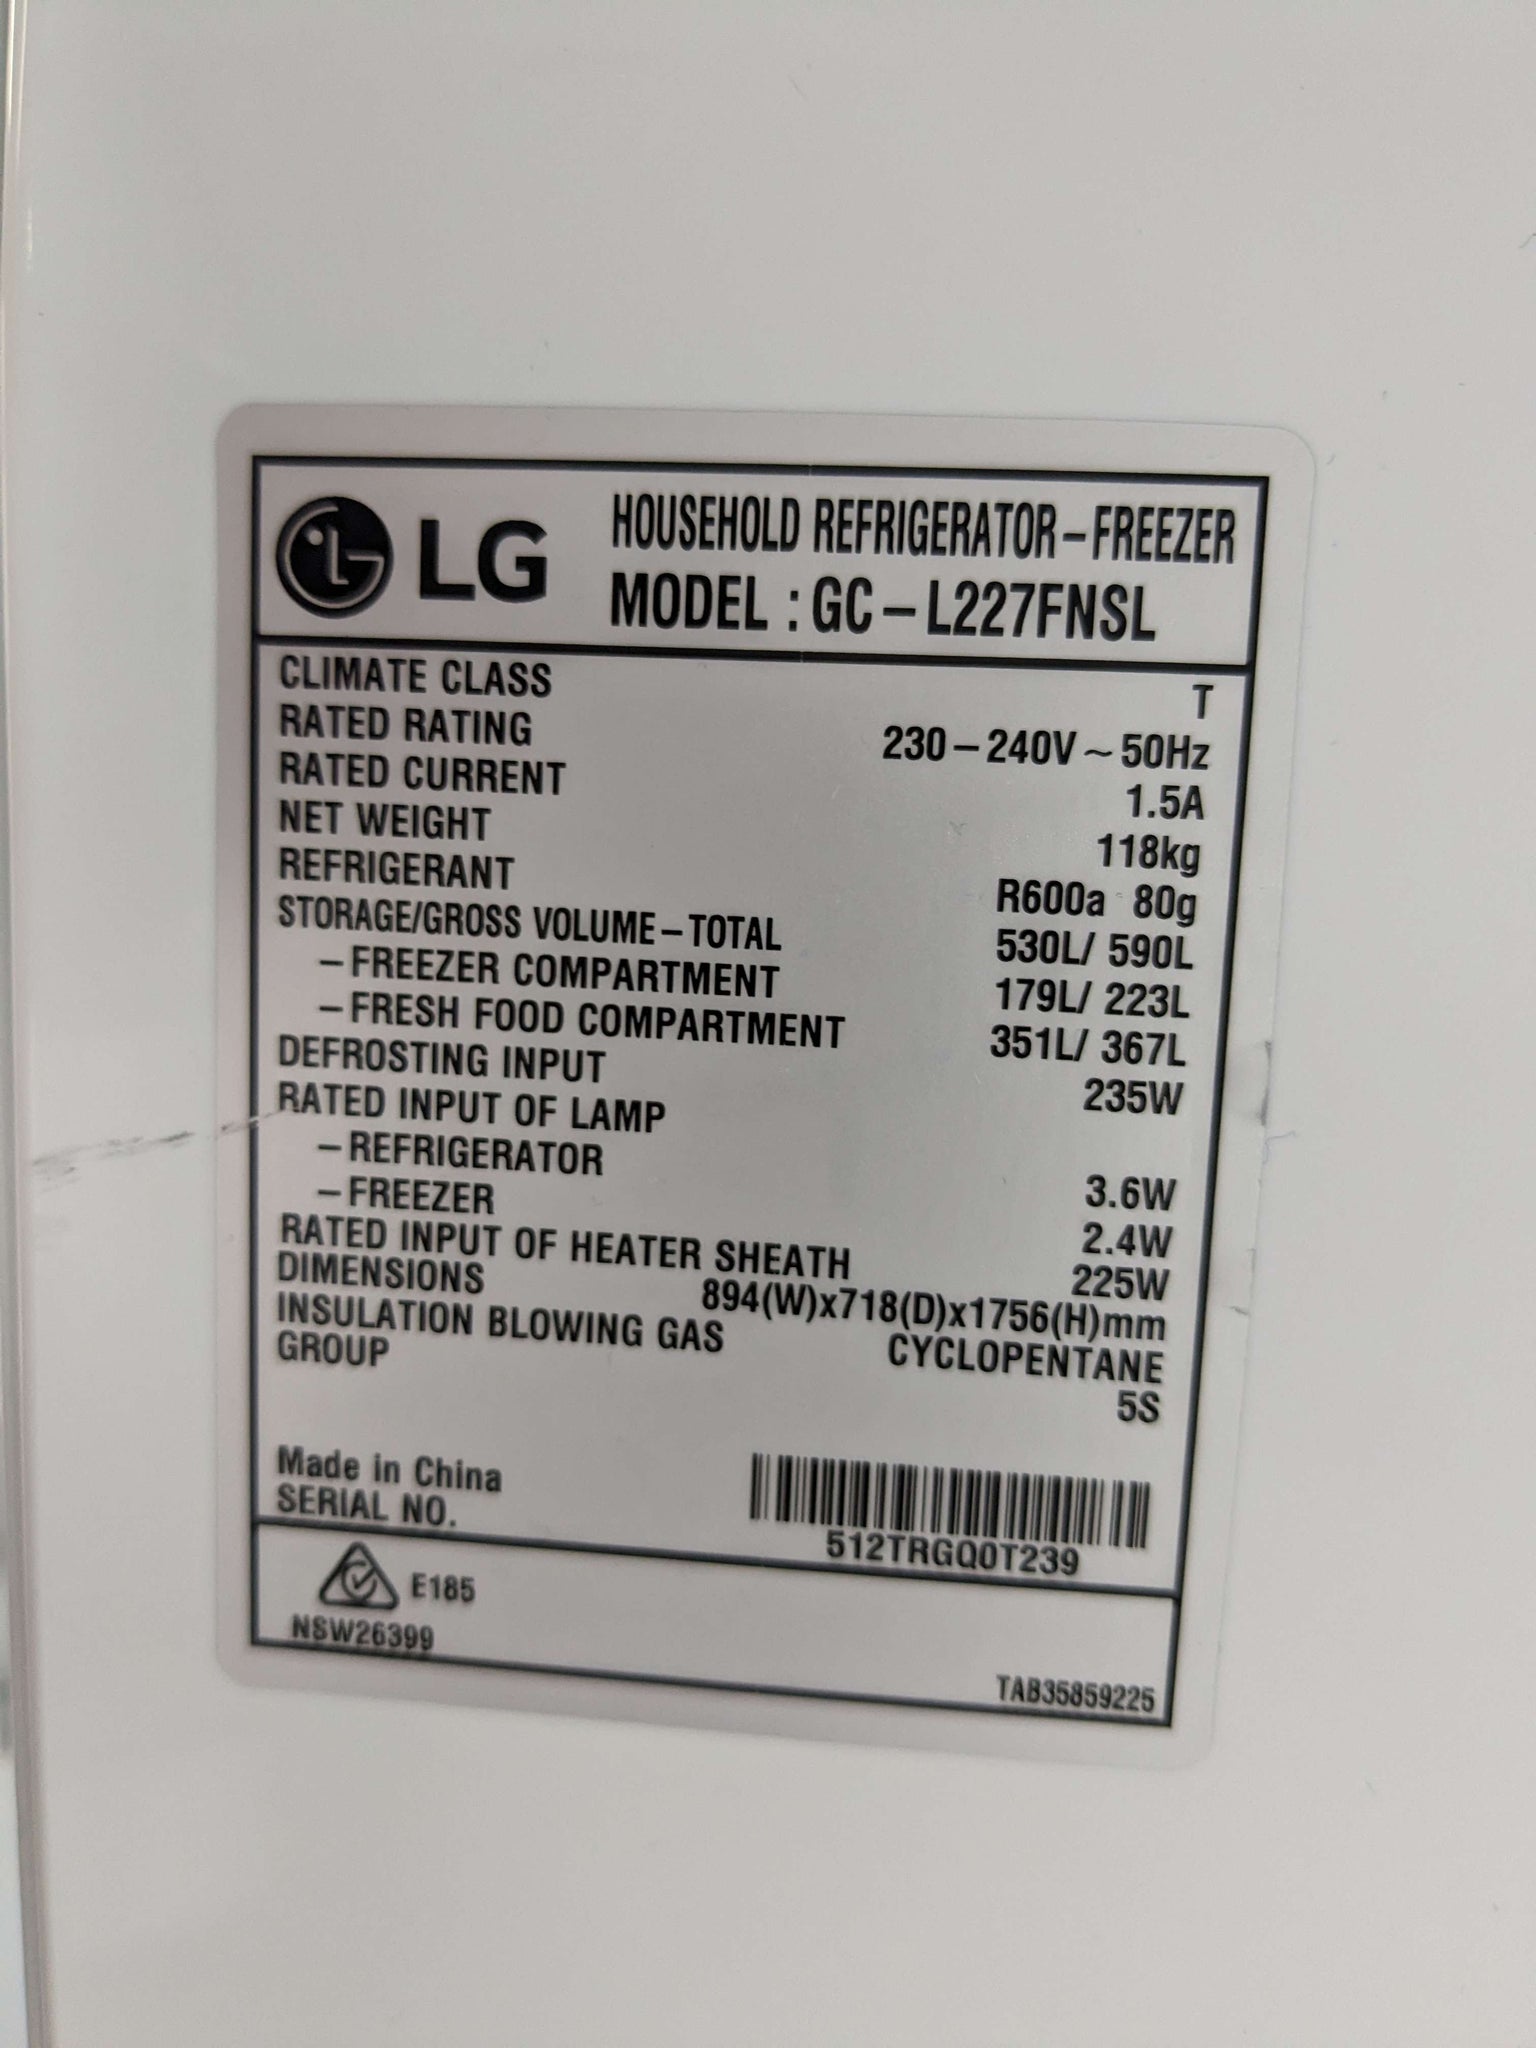 LG
HOUSEHOLD REFRIGERATOR-FREEZER
MODEL : GC-L227FNSL
CLIMATE CLASS T
RATED RATING 230-240V~50Hz
RATED CURRENT 1.5A
NET WEIGHT 118kg
REFRIGERANT R600a 80g
STORAGE/GROSS VOLUME-TOTAL 530L/ 590L
-FREEZER COMPARTMENT 179L/ 223L
-FRESH FOOD COMPARTMENT 351L/ 367L
DEFROSTING INPUT 235W
RATED INPUT OF LAMP
-REFRIGERATOR 3.6W
-FREEZER 2.4W
RATED INPUT OF HEATER SHEATH 225W
DIMENSIONS 894(W)x718(D)x1756(H)mm
INSULATION BLOWING GAS CYCLOPENTANE
GROUP 5S
Made in China
SERIAL NO. 512TRGQ0T239
E185
NSW26399
TAB35859225